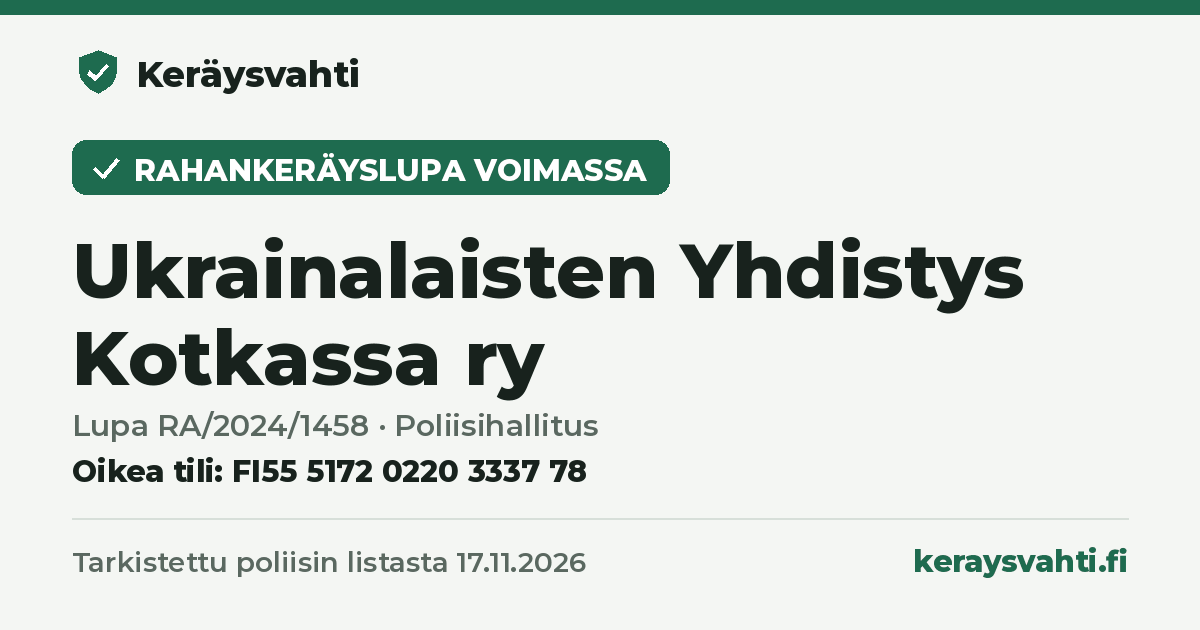 Keräysvahti
RAHANKERÄYSLUPA VOIMASSA
Ukrainalaisten Yhdistys
Kotkassa ry
Lupa RA/2024/1458 · Poliisihallitus
Oikea tili: FI55 5172 0220 3337 78
Tarkistettu poliisin listasta 17.11.2026
keraysvahti.fi